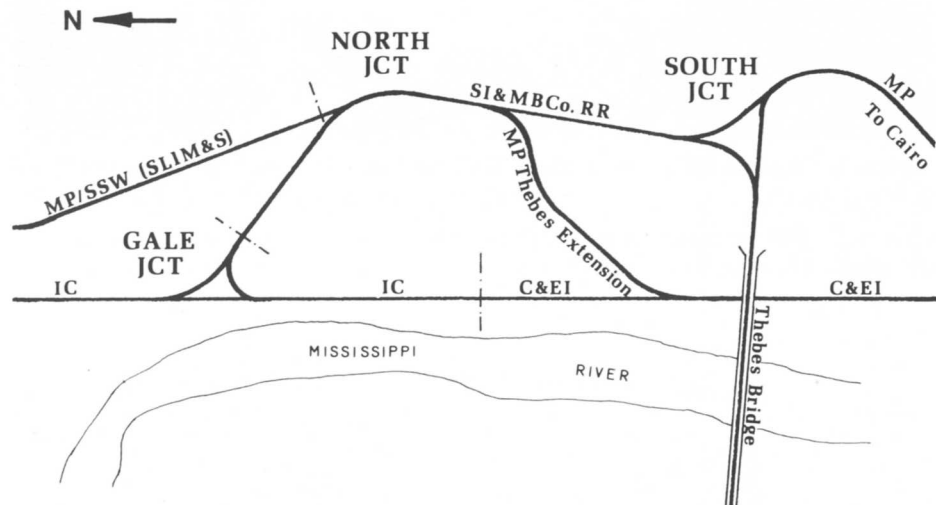 N
NORTH
JCT
SOUTH
JCT
SI&MBCo. RR
MP
To Cairo
MP/SSW (SLIM&S)
MP Thebes Extension
GALE
JCT
IC
IC
C&EI
C&EI
Thebes Bridge
MISSISSIPPI
RIVER